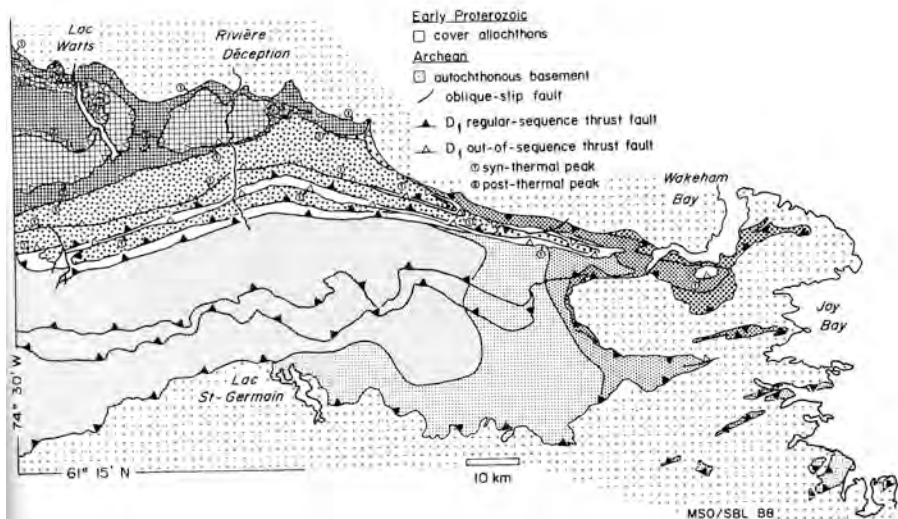 Lac
Watts
Rivière
Déception
Early Proterozoic
cover allochthons
Archean
autochthonous basement
oblique-slip fault
D1 regular-sequence thrust fault
D1 out-of-sequence thrust fault
syn-thermal peak
post-thermal peak
Wakeham
Bay
Joy
Bay
Lac
St-Germain
74° 30' W
61° 15' N
10 km
MSO/SBL 88